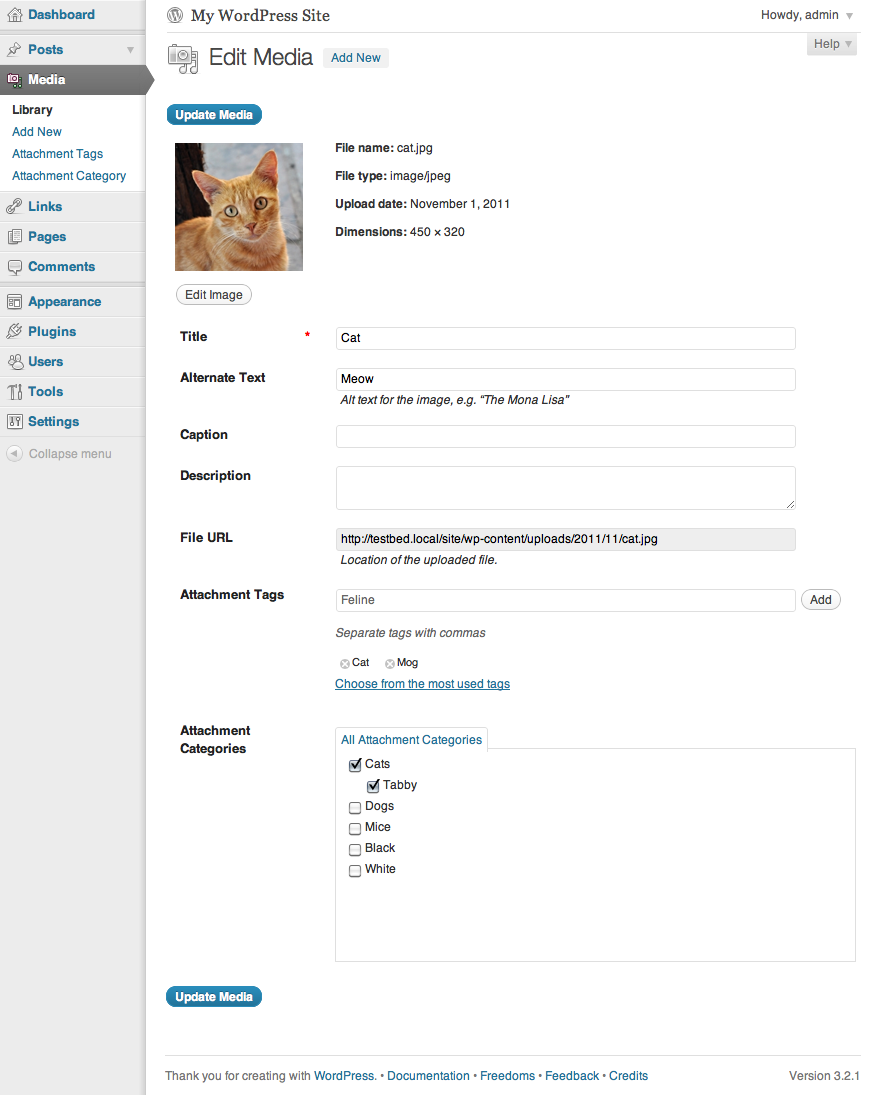 Dashboard
Posts
Media
Library
Add New
Attachment Tags
Attachment Category
Links
Pages
Comments
Appearance
Plugins
Users
Tools
Settings
Collapse menu
My WordPress Site
Howdy, admin
Help
Edit Media Add New
Update Media
File name: cat.jpg
File type: image/jpeg
Upload date: November 1, 2011
Dimensions: 450 × 320
Edit Image
Title * Cat
Alternate Text Meow
Alt text for the image, e.g. “The Mona Lisa”
Caption
Description
File URL http://testbed.local/site/wp-content/uploads/2011/11/cat.jpg
Location of the uploaded file.
Attachment Tags Feline Add
Separate tags with commas
Cat Mog
Choose from the most used tags
Attachment
Categories
All Attachment Categories
Cats
Tabby
Dogs
Mice
Black
White
Update Media
Thank you for creating with WordPress. • Documentation • Freedoms • Feedback • Credits
Version 3.2.1